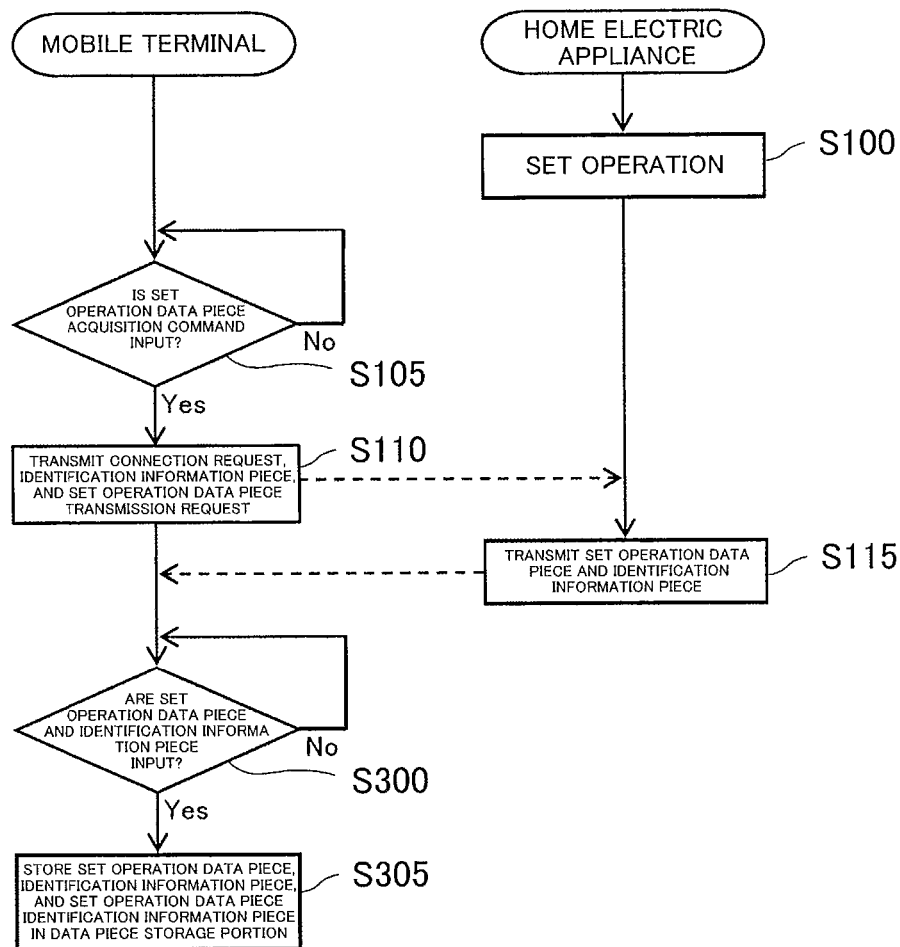 MOBILE TERMINAL
HOME ELECTRIC
APPLIANCE
SET OPERATION
S100
IS SET
OPERATION DATA PIECE
ACQUISITION COMMAND
INPUT?
No
S105
Yes
S110
TRANSMIT CONNECTION REQUEST,
IDENTIFICATION INFORMATION PIECE,
AND SET OPERATION DATA PIECE
TRANSMISSION REQUEST
TRANSMIT SET OPERATION DATA
PIECE AND IDENTIFICATION
INFORMATION PIECE
S115
ARE SET
OPERATION DATA PIECE
AND IDENTIFICATION INFORMA
TION PIECE
INPUT?
No
S300
Yes
STORE SET OPERATION DATA PIECE,
IDENTIFICATION INFORMATION PIECE,
AND SET OPERATION DATA PIECE
IDENTIFICATION INFORMATION PIECE
IN DATA PIECE STORAGE PORTION
S305